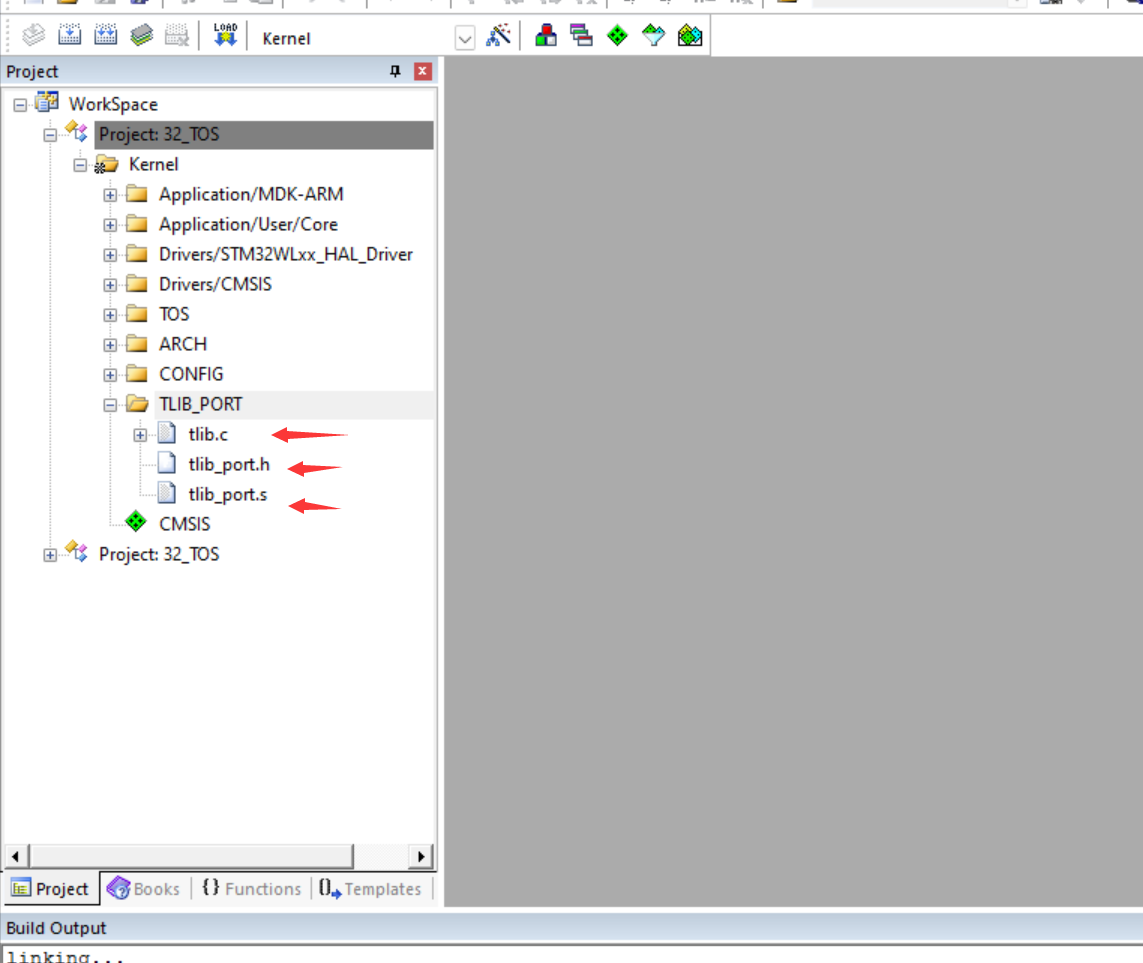 LOAD
Kernel
Project
WorkSpace
Project: 32_TOS
Kernel
Application/MDK-ARM
Application/User/Core
Drivers/STM32WLxx_HAL_Driver
Drivers/CMSIS
TOS
ARCH
CONFIG
TLIB_PORT
tlib.c
tlib_port.h
tlib_port.s
CMSIS
Project: 32_TOS
Project Books {} Functions Templates
Build Output
linking...